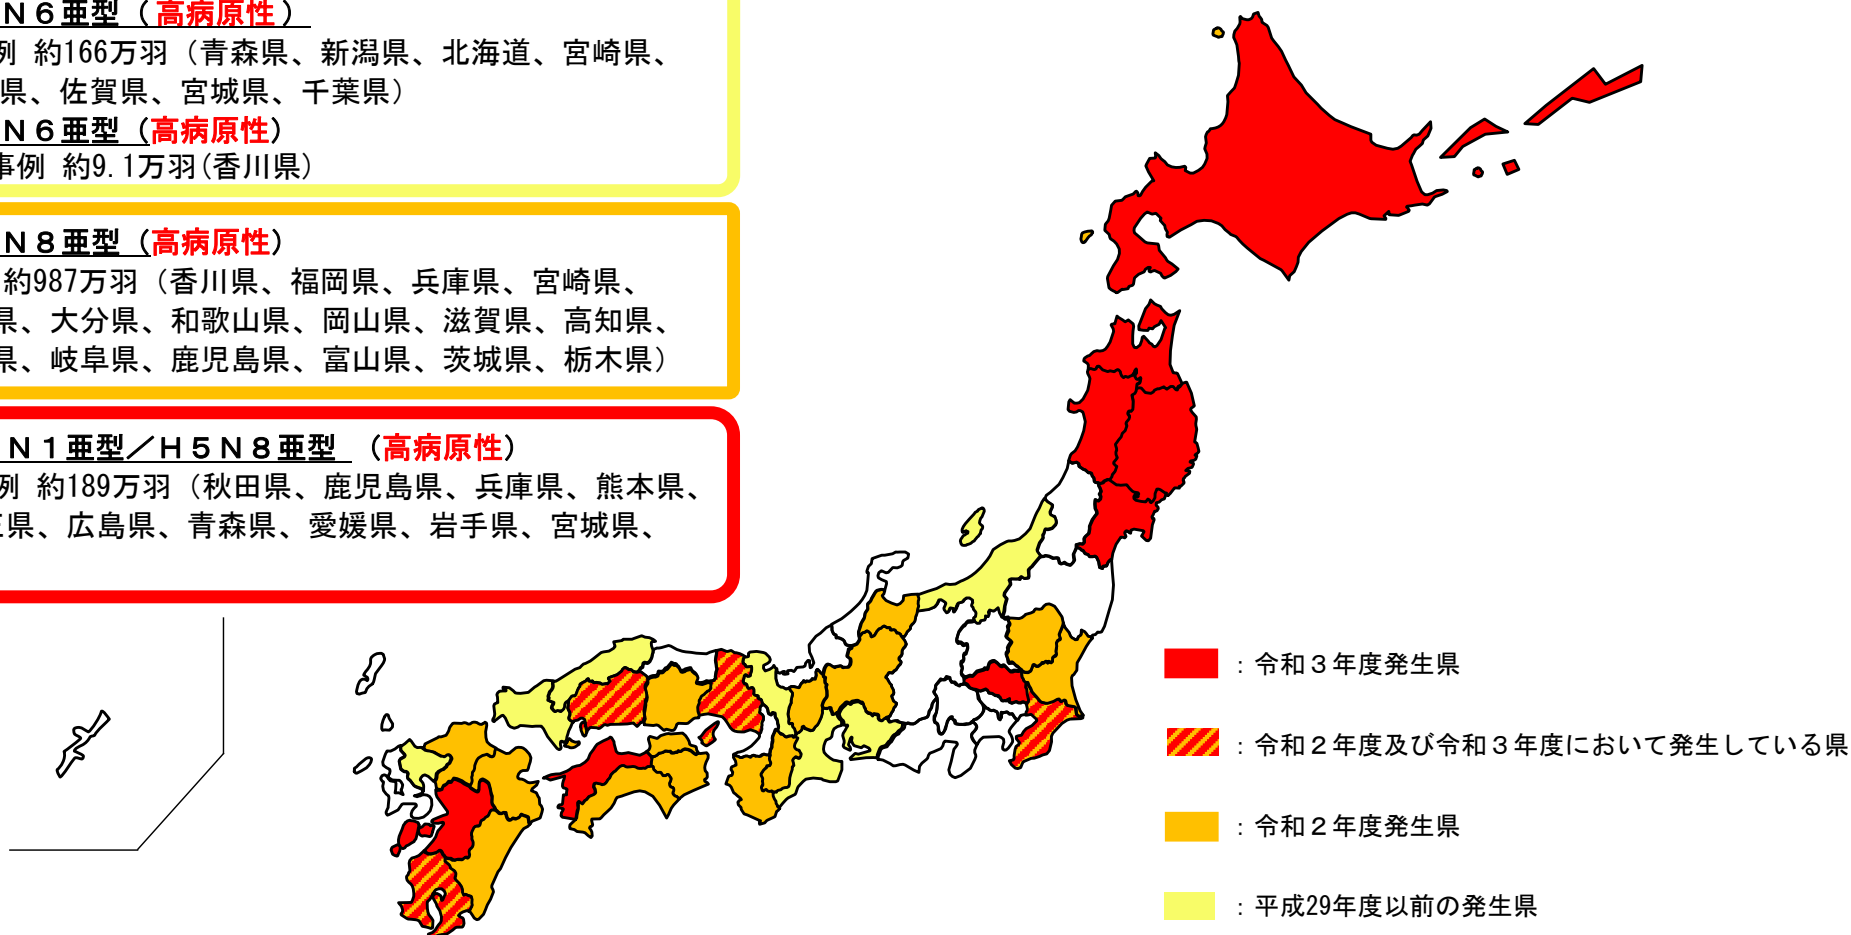 Ｎ６亜型（高病原性）
例 約166万羽（青森県、新潟県、北海道、宮崎県、
県、佐賀県、宮城県、千葉県）
Ｎ６亜型（高病原性）
事例 約9.1万羽（香川県）
Ｎ８亜型（高病原性）
約987万羽（香川県、福岡県、兵庫県、宮崎県、
県、大分県、和歌山県、岡山県、滋賀県、高知県、
県、岐阜県、鹿児島県、富山県、茨城県、栃木県）
Ｎ１亜型／Ｈ５Ｎ８亜型 （高病原性）
例 約189万羽（秋田県、鹿児島県、兵庫県、熊本県、
県、広島県、青森県、愛媛県、岩手県、宮城県、
：令和３年度発生県
：令和２年度及び令和３年度において発生している県
：令和２年度発生県
：平成29年度以前の発生県